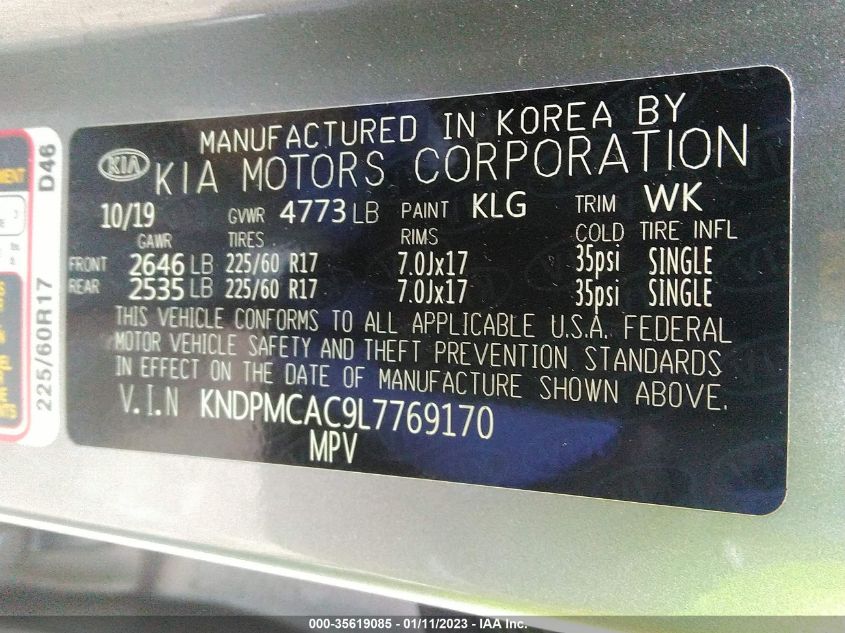 MANUFACTURED IN KOREA BY
KIA KIA MOTORS CORPORATION
10/19 GVWR 4773 LB PAINT KLG TRIM WK
GAWR TIRES RIMS COLD TIRE INFL
FRONT 2646 LB 225/60 R17 7.0Jx17 35psi SINGLE
REAR 2535 LB 225/60 R17 7.0Jx17 35psi SINGLE
THIS VEHICLE CONFORMS TO ALL APPLICABLE U.S.A. FEDERAL
MOTOR VEHICLE SAFETY AND THEFT PREVENTION STANDARDS
IN EFFECT ON THE DATE OF MANUFACTURE SHOWN ABOVE.
V.I.N KNDPMCAC9L7769170
MPV
225/60R17 D46
000-35619085 - 01/11/2023 - IAA Inc.